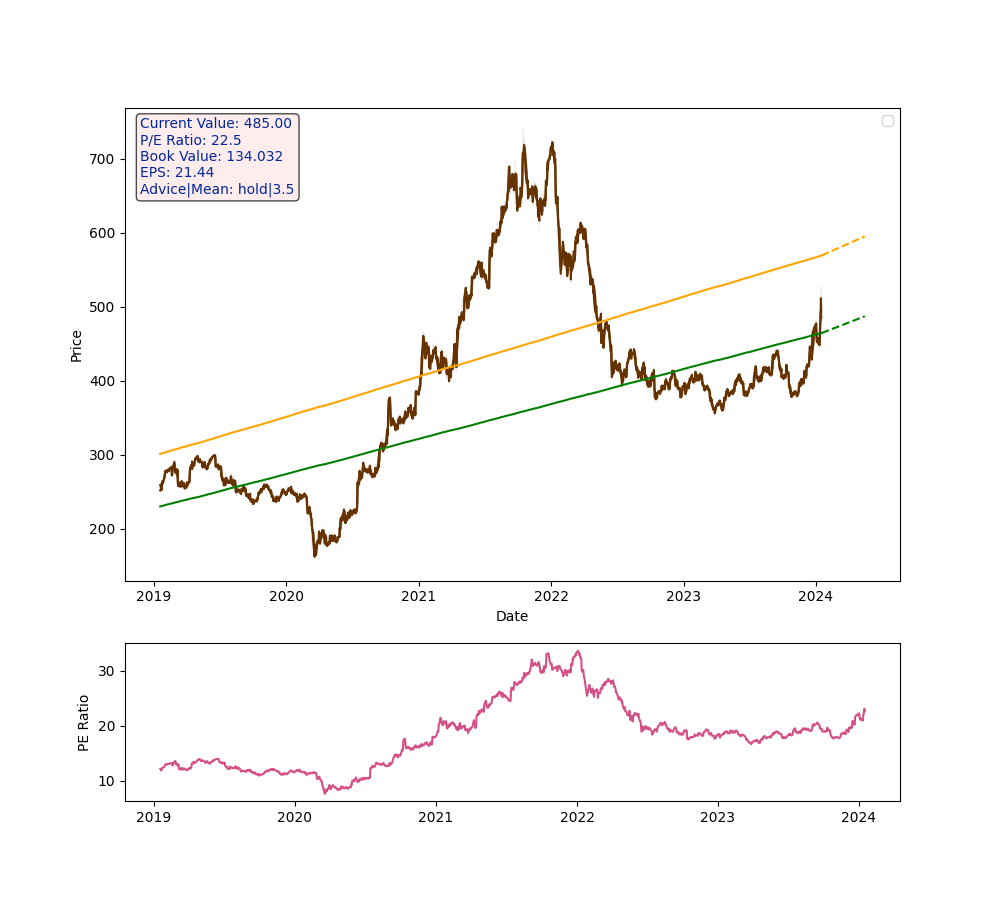 Current Value: 485.00
P/E Ratio: 22.5
Book Value: 134.032
EPS: 21.44
Advice|Mean: hold|3.5
Price
700
600
500
400
300
200
2019 2020 2021 2022 2023 2024
Date
PE Ratio
30
20
10
2019 2020 2021 2022 2023 2024